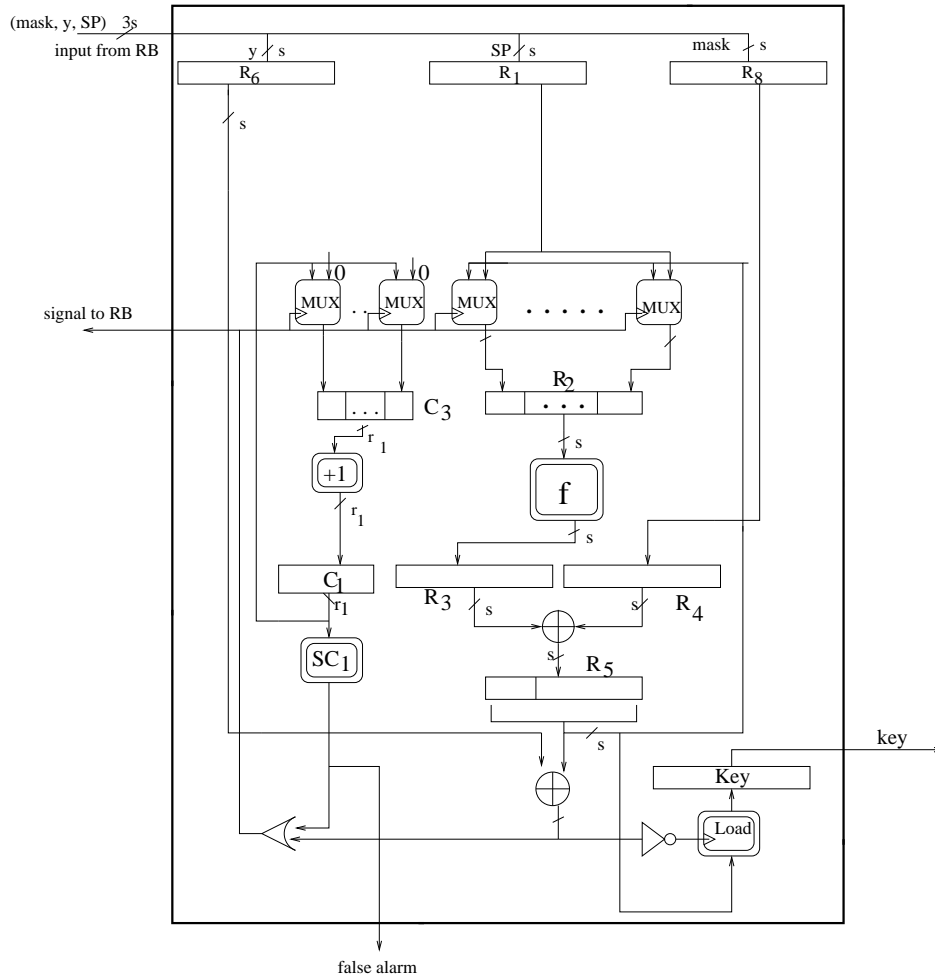 (mask, y, SP) 3s
input from RB
y s
SP s
mask s
R6
R1
R8
s
0 0
MUX . . MUX MUX . . . . . MUX
signal to RB
. . . C3
R2
. . .
r1
s
+1
f
r1
s
C1
R3
R4
r1
s
s
SC1
s
R5
s
key
Key
Load
false alarm